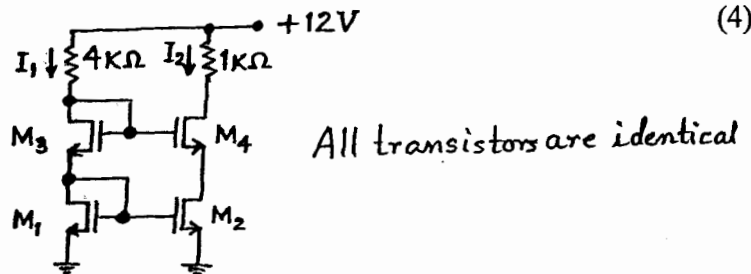 +12V
(4)
I₁ ↓ 4KΩ I₂ ↓ 1KΩ
M₃ M₄ All transistors are identical
M₁ M₂